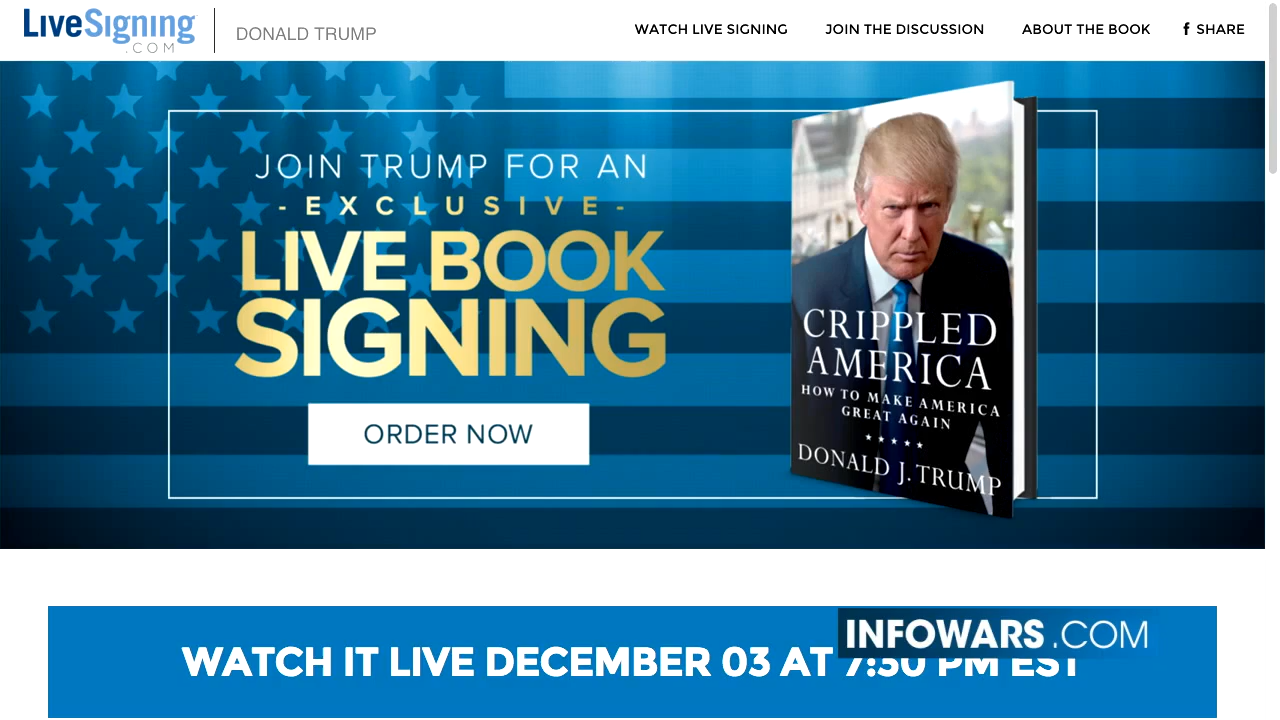 LiveSigning
.COM
DONALD TRUMP
WATCH LIVE SIGNING
JOIN THE DISCUSSION
ABOUT THE BOOK
f SHARE
JOIN TRUMP FOR AN
- EXCLUSIVE -
LIVE BOOK
SIGNING
ORDER NOW
CRIPPLED
AMERICA
HOW TO MAKE AMERICA
GREAT AGAIN
DONALD J. TRUMP
INFOWARS.COM
WATCH IT LIVE DECEMBER 03 AT 7:30 PM EST